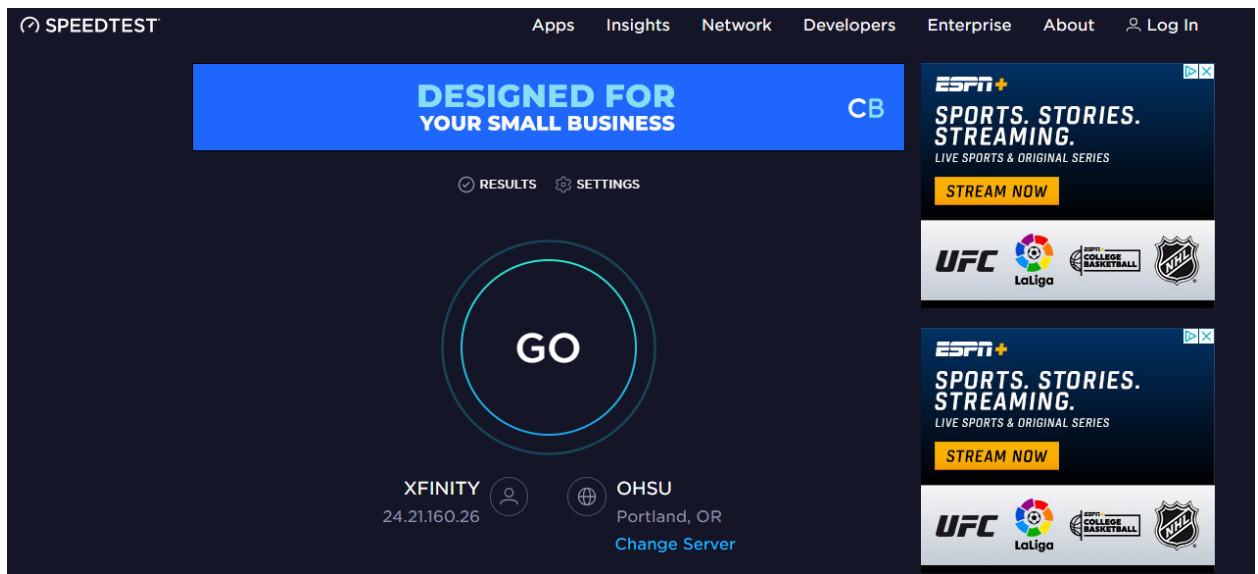 SPEEDTEST
Apps Insights Network Developers Enterprise About Log In
DESIGNED FOR
YOUR SMALL BUSINESS
CB
RESULTS SETTINGS
GO
XFINITY
24.21.160.26
OHSU
Portland, OR
Change Server
ESPN+
SPORTS. STORIES.
STREAMING.
LIVE SPORTS & ORIGINAL SERIES
STREAM NOW
UFC
LaLiga
ESPN+
COLLEGE
BASKETBALL
NHL
ESPN+
SPORTS. STORIES.
STREAMING.
LIVE SPORTS & ORIGINAL SERIES
STREAM NOW
UFC
LaLiga
ESPN+
COLLEGE
BASKETBALL
NHL